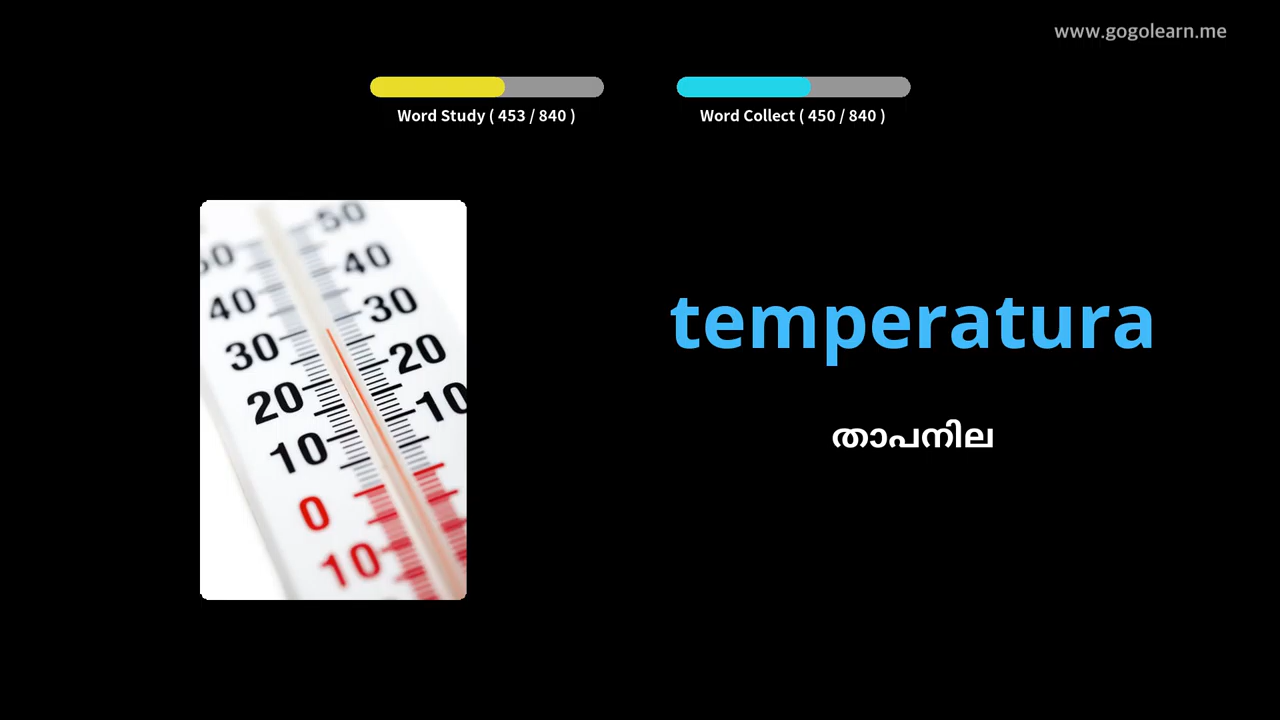 www.gogolearn.me
Word Study ( 453 / 840 )
Word Collect ( 450 / 840 )
50
50
40
40
30
30
20
20
10
10
0
10
temperatura
താപനില